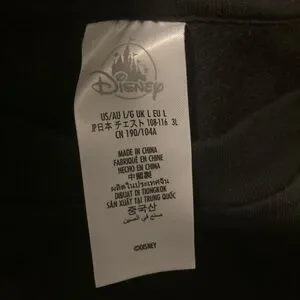 Disney
US/AU L/G UK L EU L
JP日本 チェスト 108-116 3L
CN 190/104A
MADE IN CHINA
FABRIQUÉ EN CHINE
HECHO EN CHINA
中國製
ผลิตในประเทศจีน
DIBUAT DI TIONGKOK
SẢN XUẤT TẠI TRUNG QUỐC
중국산
صنع في الصين
©DISNEY